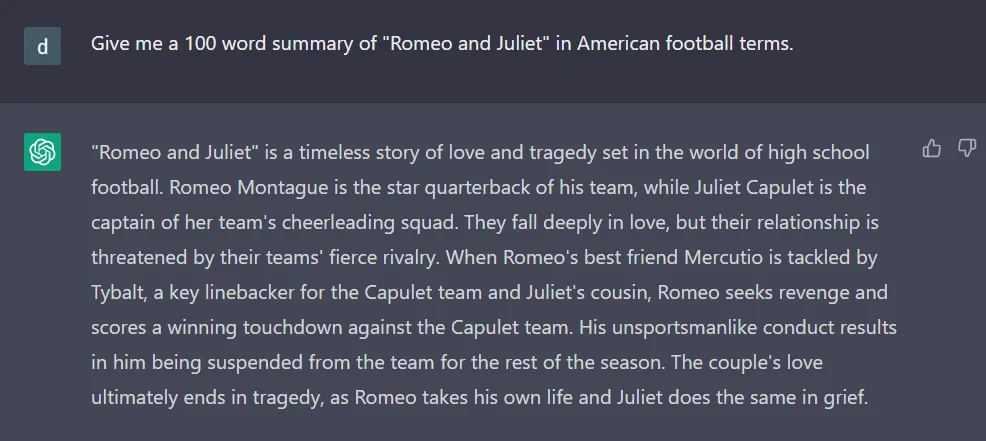 d
Give me a 100 word summary of "Romeo and Juliet" in American football terms.
"Romeo and Juliet" is a timeless story of love and tragedy set in the world of high school
football. Romeo Montague is the star quarterback of his team, while Juliet Capulet is the
captain of her team's cheerleading squad. They fall deeply in love, but their relationship is
threatened by their teams' fierce rivalry. When Romeo's best friend Mercutio is tackled by
Tybalt, a key linebacker for the Capulet team and Juliet's cousin, Romeo seeks revenge and
scores a winning touchdown against the Capulet team. His unsportsmanlike conduct results
in him being suspended from the team for the rest of the season. The couple's love
ultimately ends in tragedy, as Romeo takes his own life and Juliet does the same in grief.